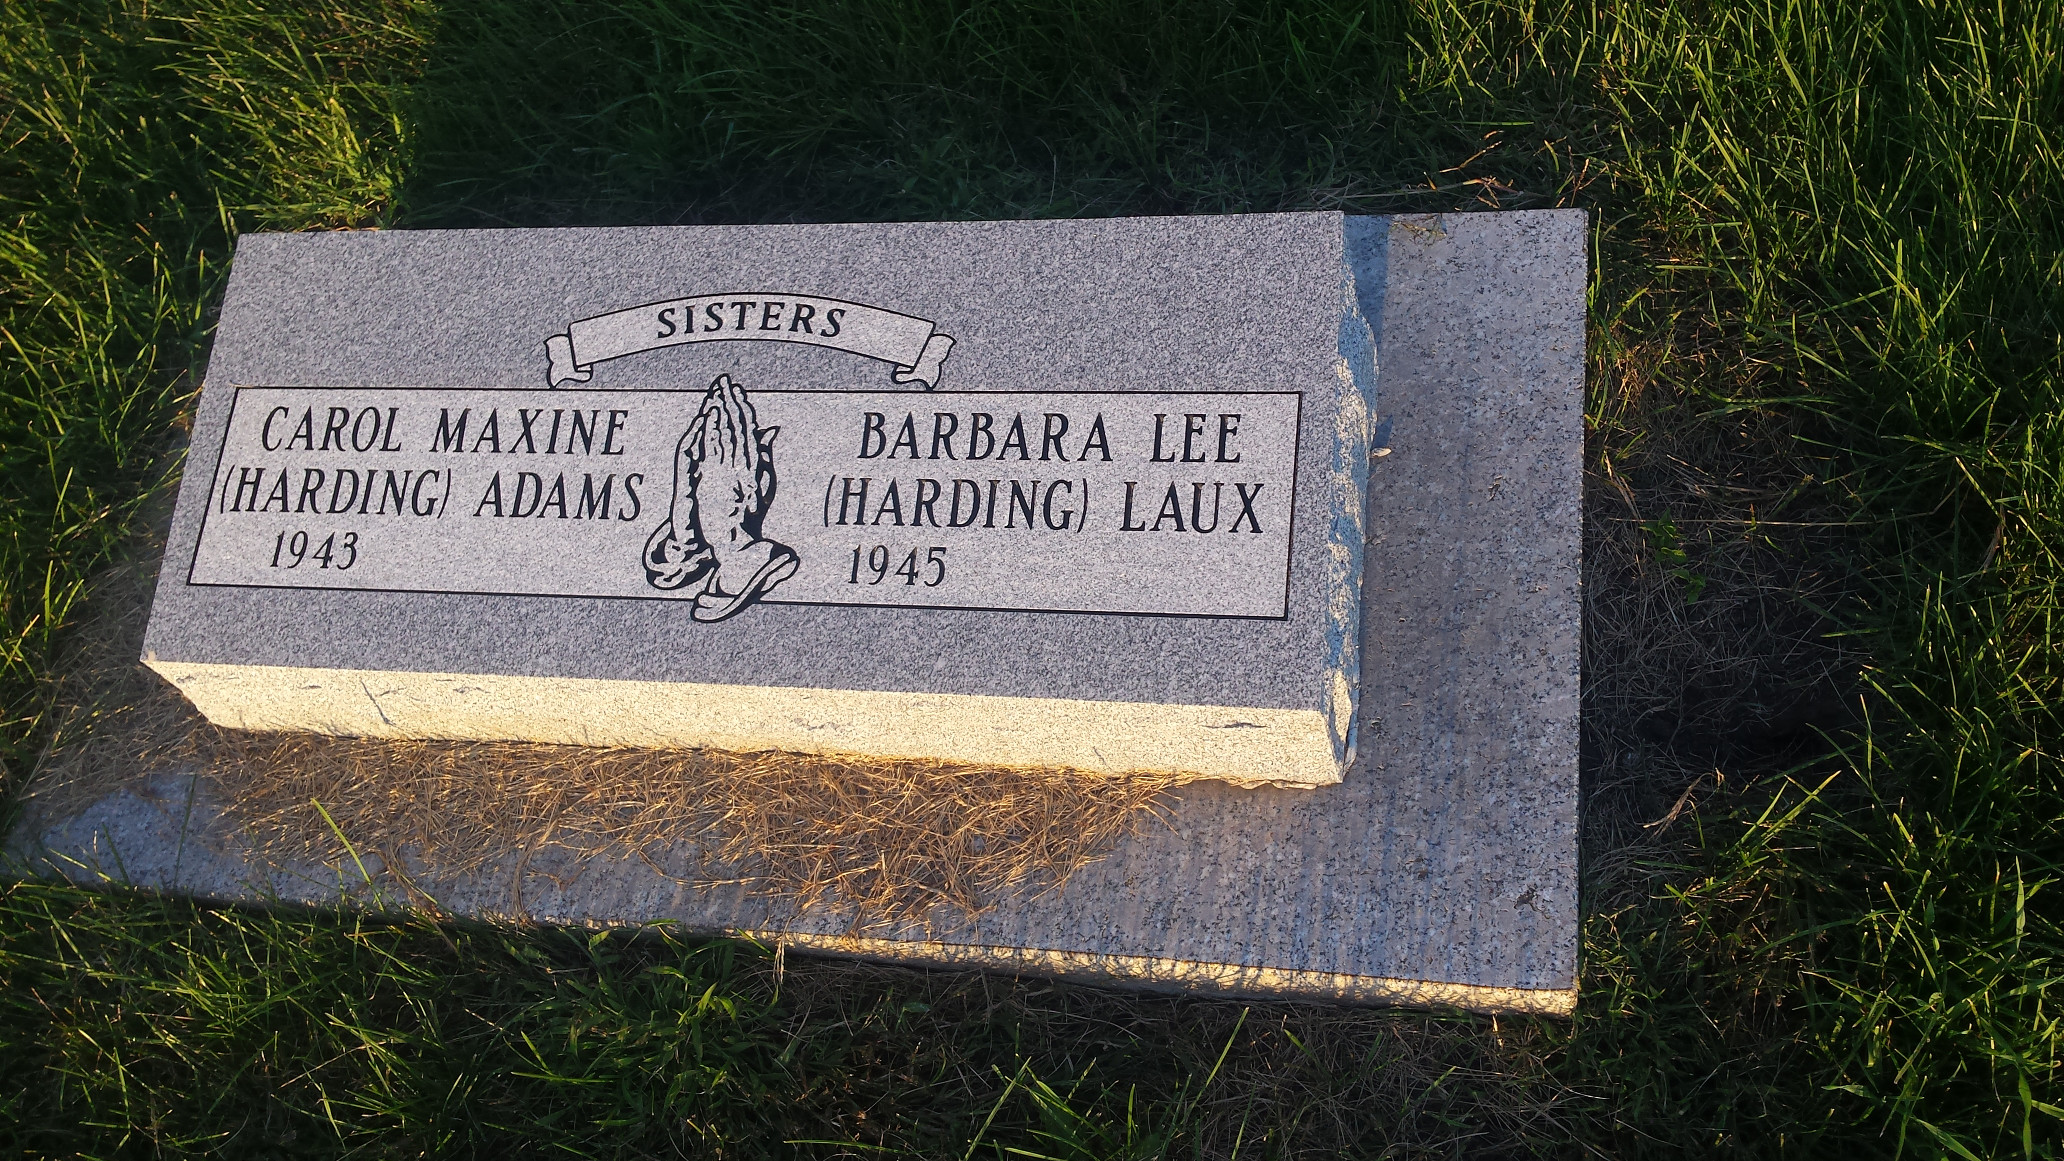 SISTERS
CAROL MAXINE
(HARDING) ADAMS
1943
BARBARA LEE
(HARDING) LAUX
1945